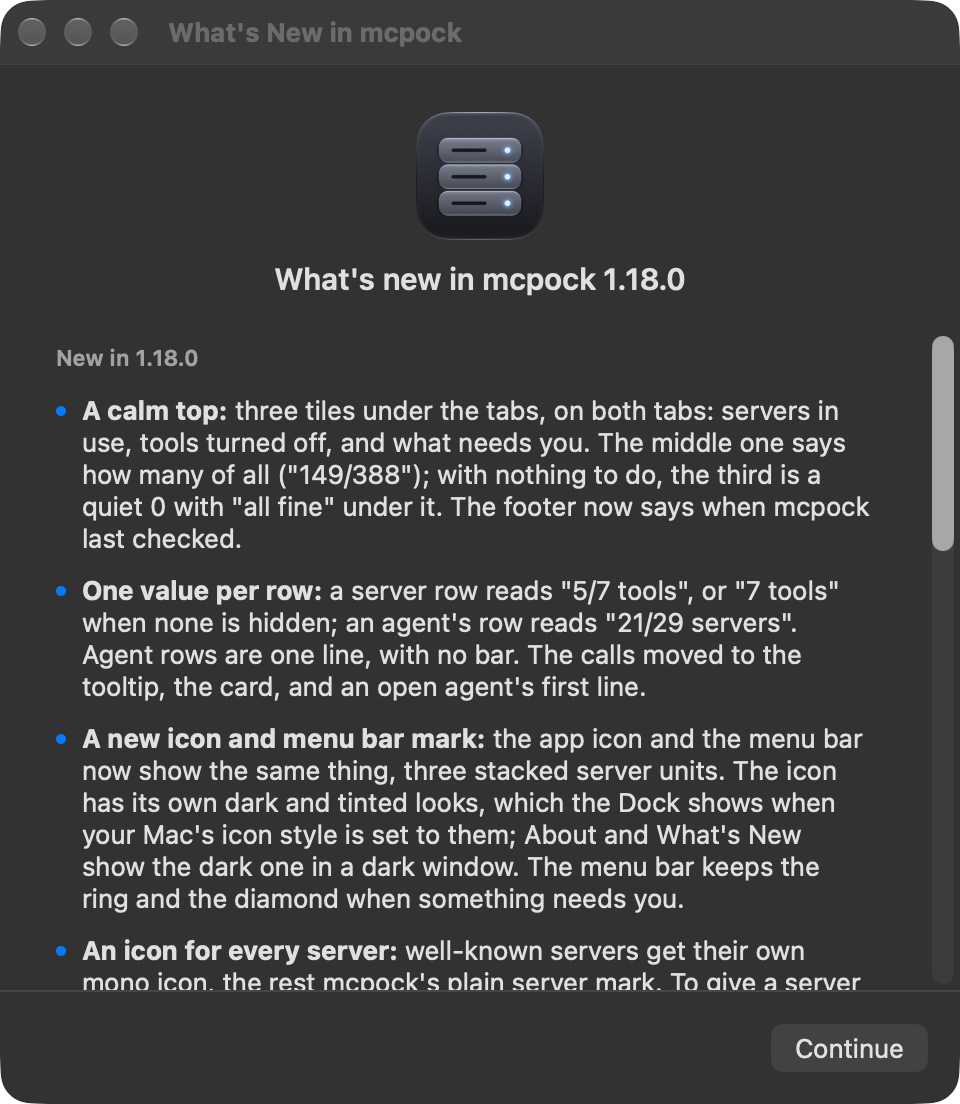 What's New in mcpock
What's new in mcpock 1.18.0
New in 1.18.0
A calm top: three tiles under the tabs, on both tabs: servers in
use, tools turned off, and what needs you. The middle one says
how many of all ("149/388"); with nothing to do, the third is a
quiet 0 with "all fine" under it. The footer now says when mcpock
last checked.
One value per row: a server row reads "5/7 tools", or "7 tools"
when none is hidden; an agent's row reads "21/29 servers".
Agent rows are one line, with no bar. The calls moved to the
tooltip, the card, and an open agent's first line.
A new icon and menu bar mark: the app icon and the menu bar
now show the same thing, three stacked server units. The icon
has its own dark and tinted looks, which the Dock shows when
your Mac's icon style is set to them; About and What's New
show the dark one in a dark window. The menu bar keeps the
ring and the diamond when something needs you.
An icon for every server: well-known servers get their own
mono icon, the rest mcpock's plain server mark. To give a server
Continue